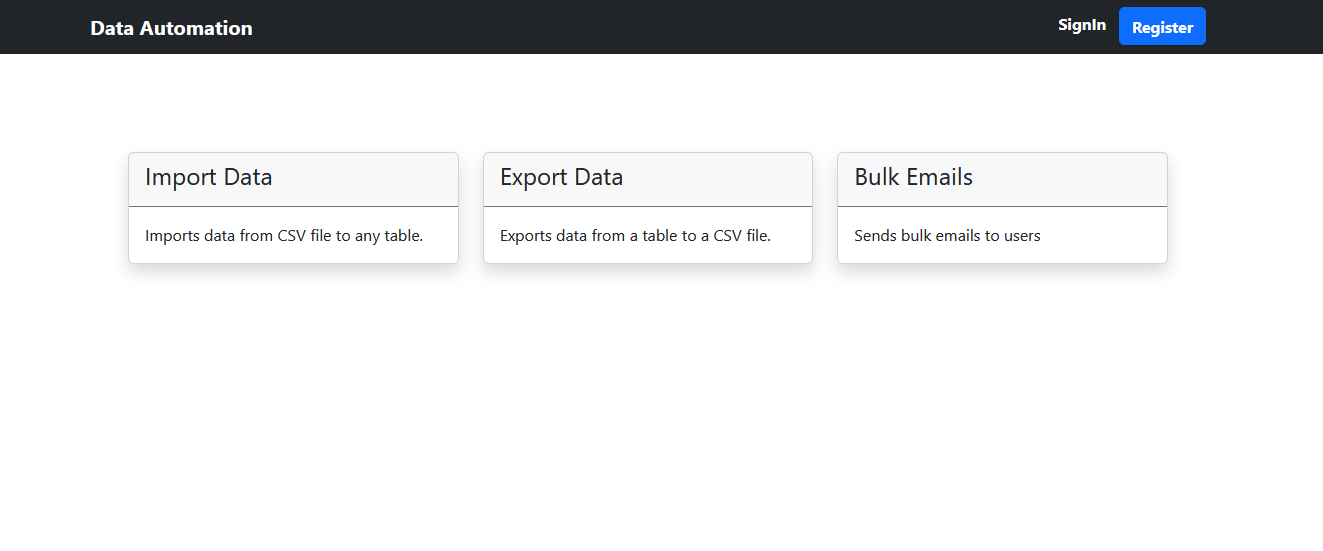 Data Automation
SignIn
Register
Import Data
Imports data from CSV file to any table.
Export Data
Exports data from a table to a CSV file.
Bulk Emails
Sends bulk emails to users